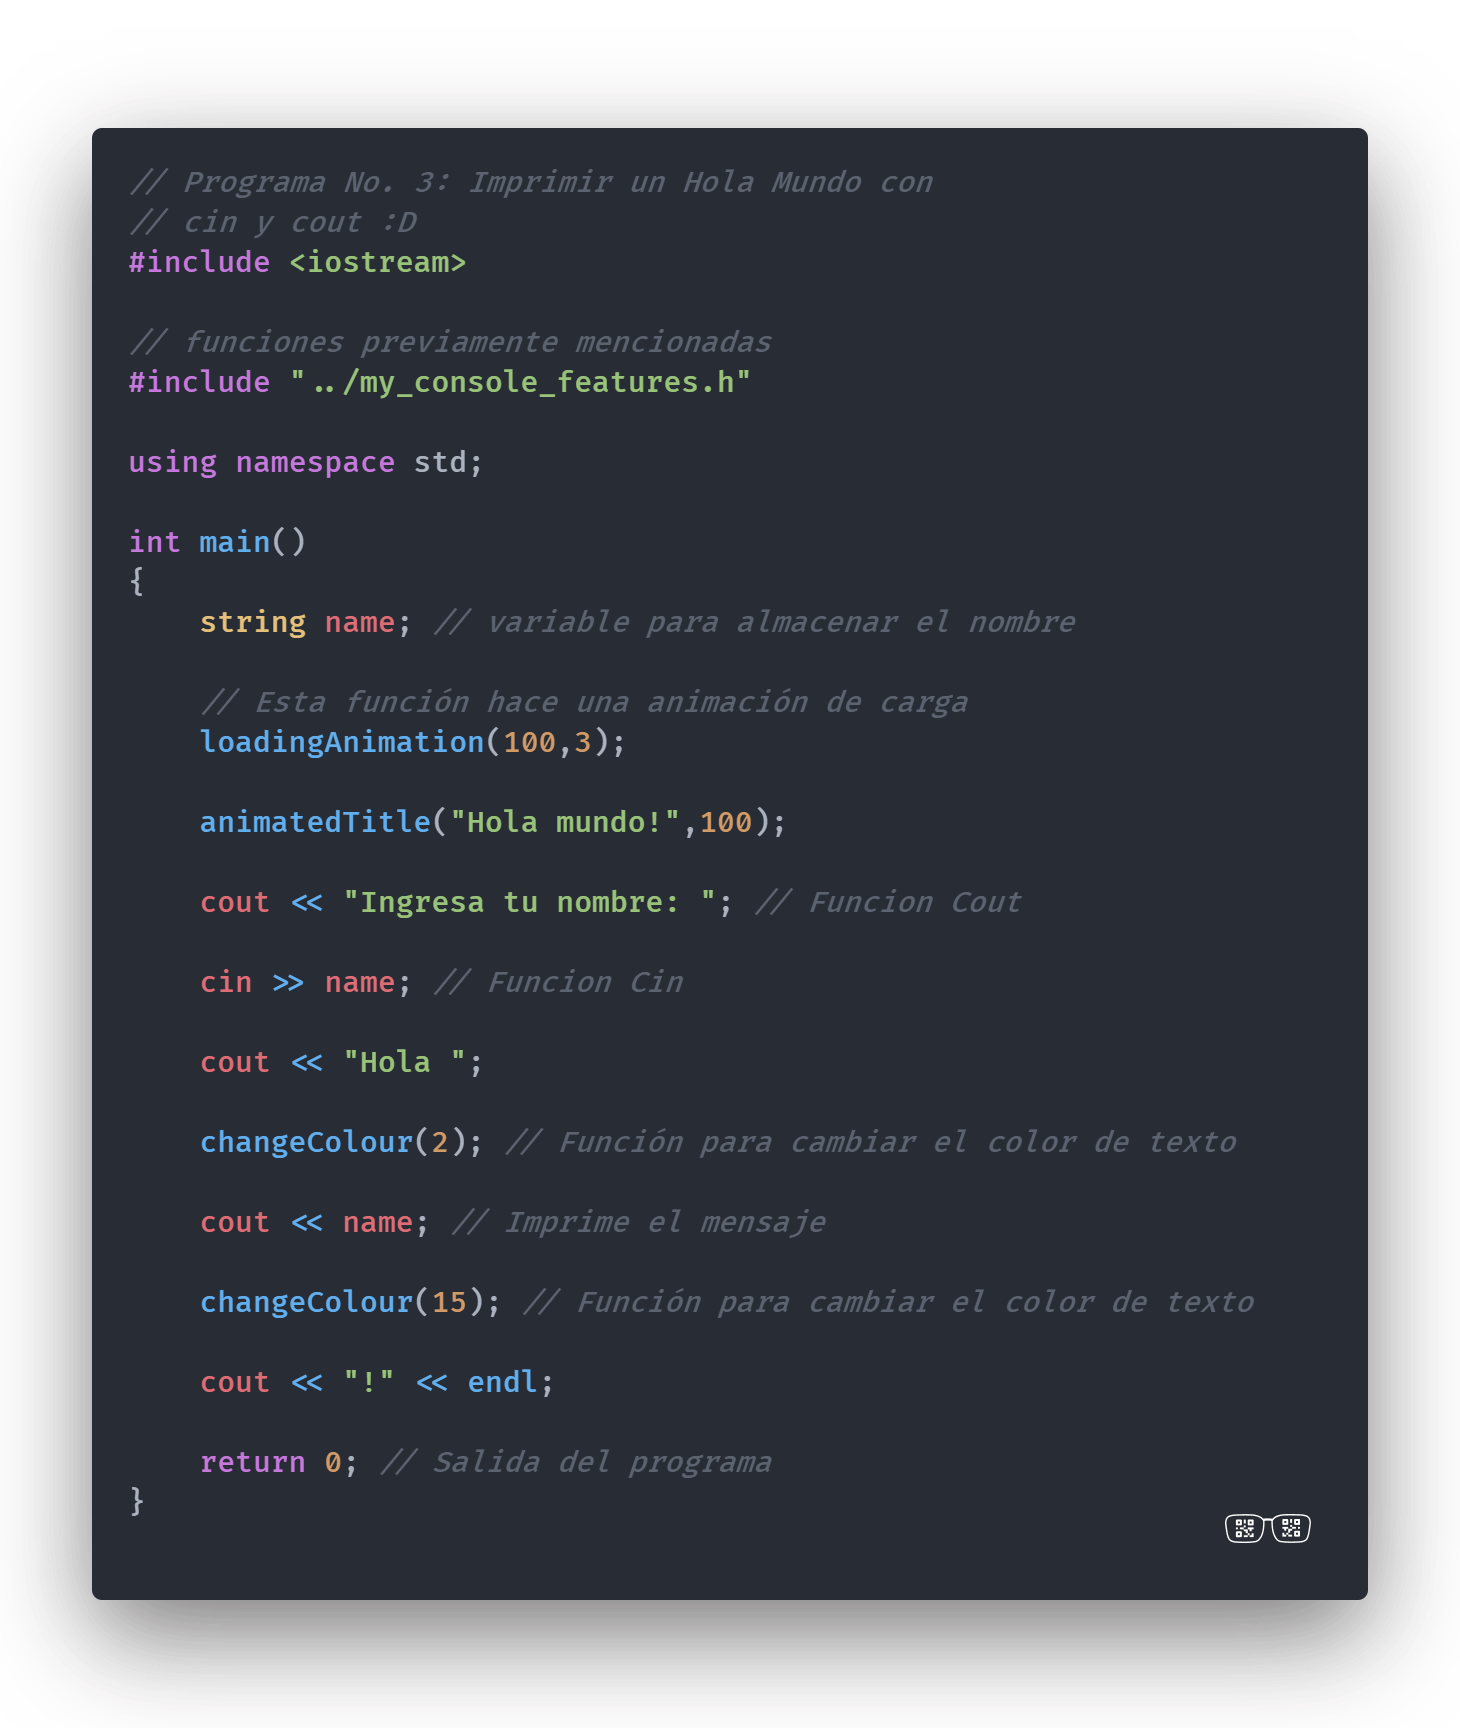 // Programa No. 3: Imprimir un Hola Mundo con
// cin y cout :D
#include <iostream>
// funciones previamente mencionadas
#include "../my_console_features.h"
using namespace std;
int main()
{
string name; // variable para almacenar el nombre
// Esta función hace una animación de carga
loadingAnimation(100,3);
animatedTitle("Hola mundo!",100);
cout << "Ingresa tu nombre: "; // Funcion Cout
cin >> name; // Funcion Cin
cout << "Hola ";
changeColour(2); // Función para cambiar el color de texto
cout << name; // Imprime el mensaje
changeColour(15); // Función para cambiar el color de texto
cout << "!" << endl;
return 0; // Salida del programa
}